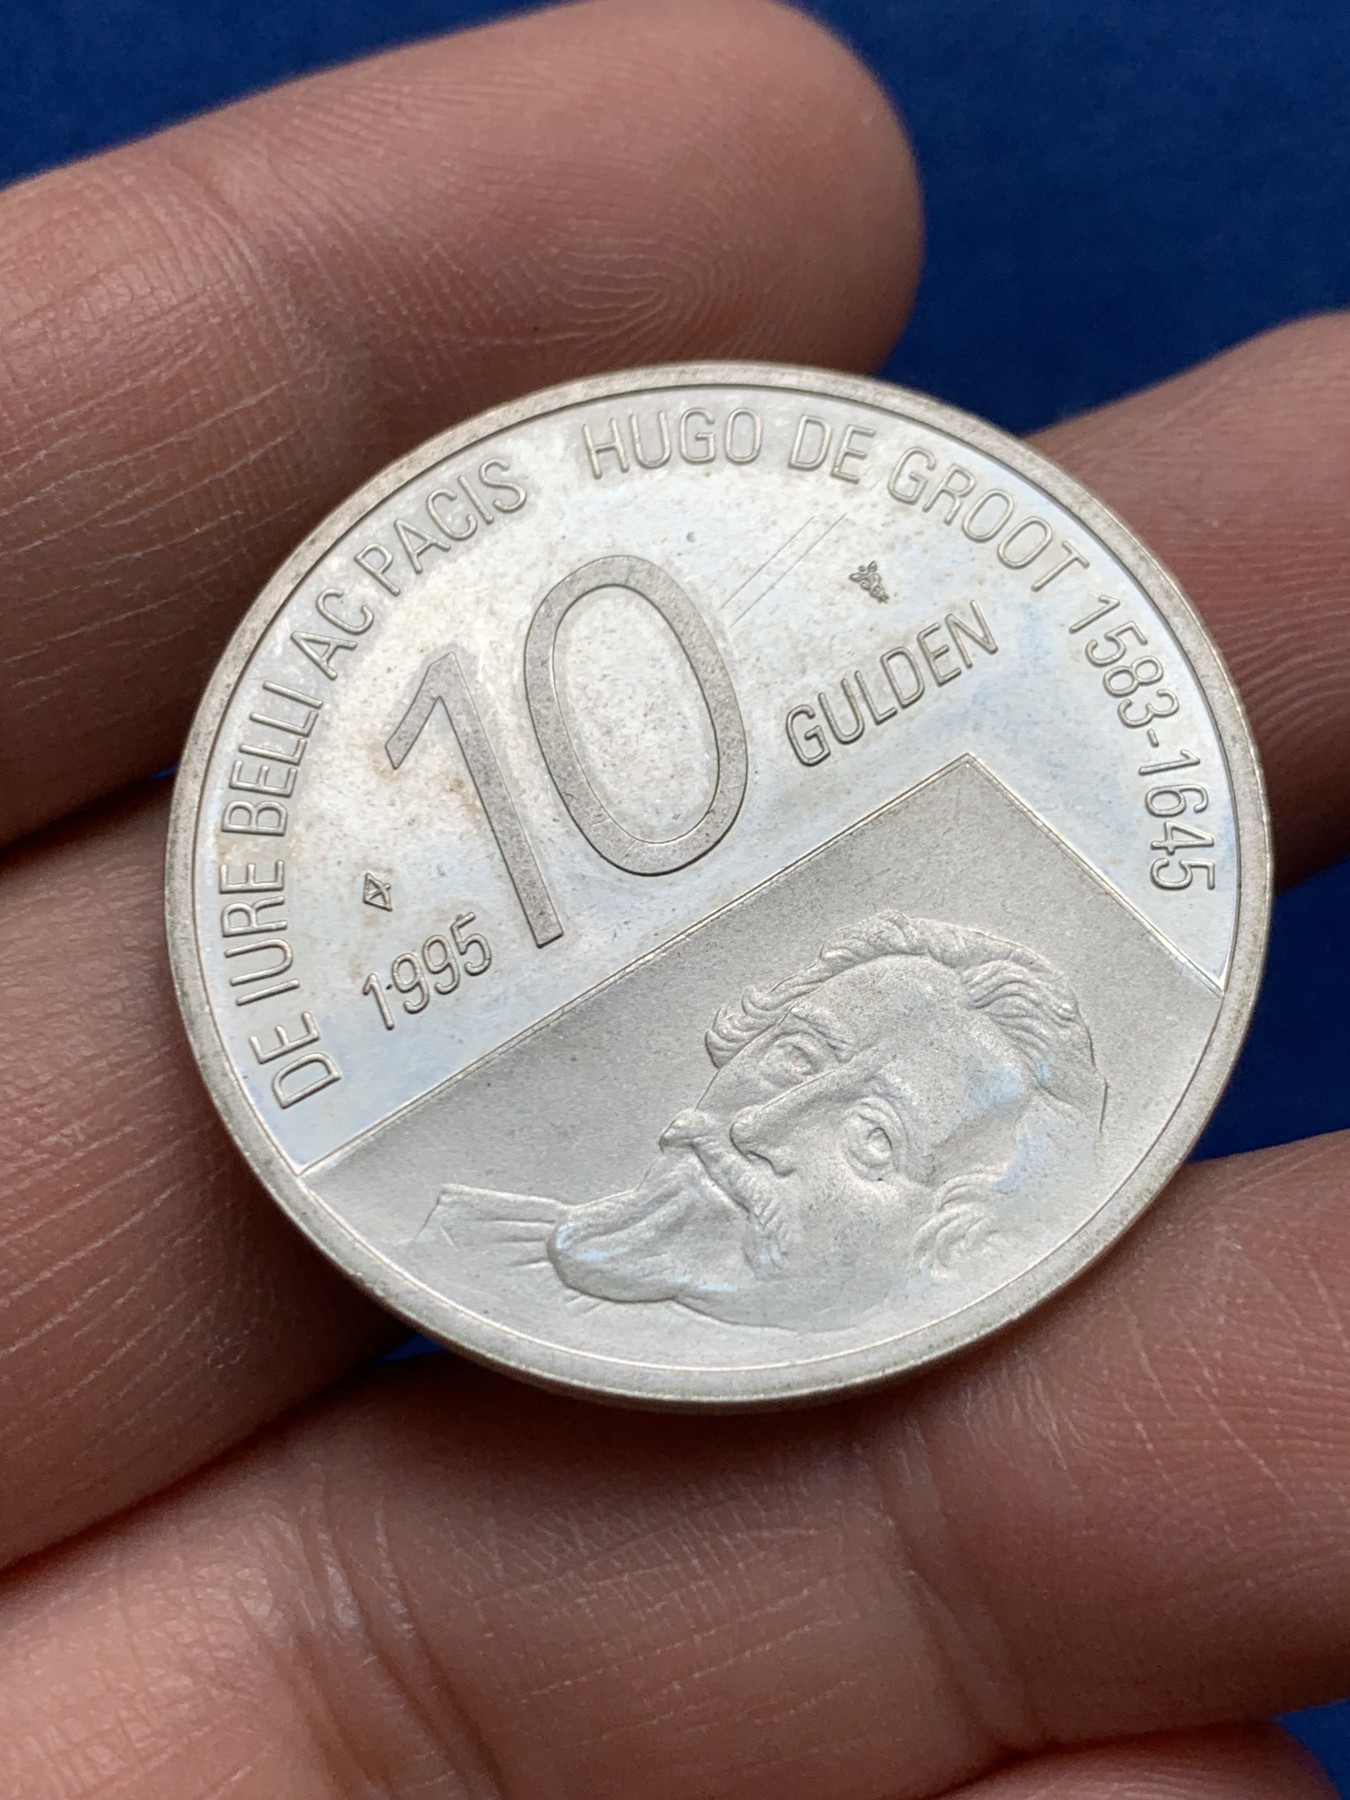 DE IURE BELLI AC PACIS HUGO DE GROOT 1583-1645
10 GULDEN
1995